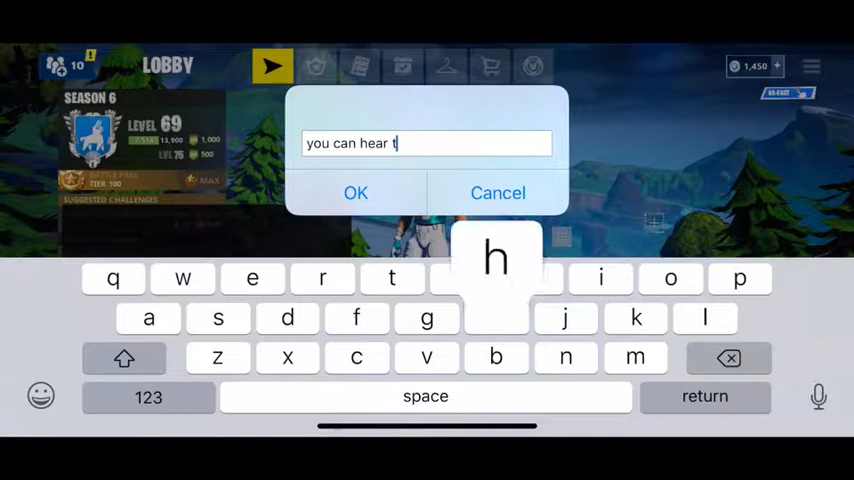 10
!
LOBBY
1,450
+
SEASON 6
LEVEL 69
13,900
1,000
LVL 75
500
BATTLE PASS
TIER 100
MAX
SUGGESTED CHALLENGES
you can hear t
OK
Cancel
h
q w e r t i o p
a s d f g j k l
z x c v b n m
123
space
return